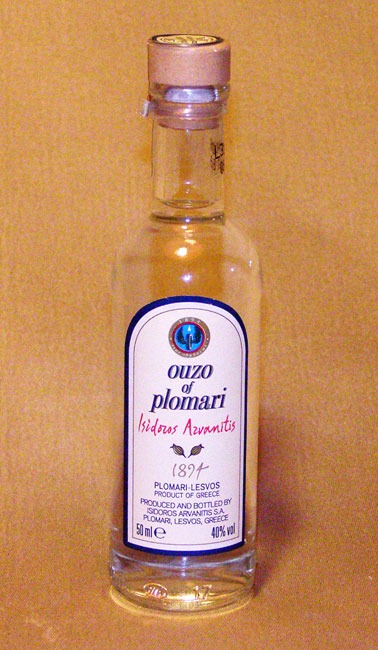 ouzo
of
plomari
Isidoros Arvanitis
1894
PLOMARI-LESVOS
PRODUCT OF GREECE
PRODUCED AND BOTTLED BY
ISIDOROS ARVANITIS S.A.
PLOMARI, LESVOS, GREECE
50 ml e 40% vol